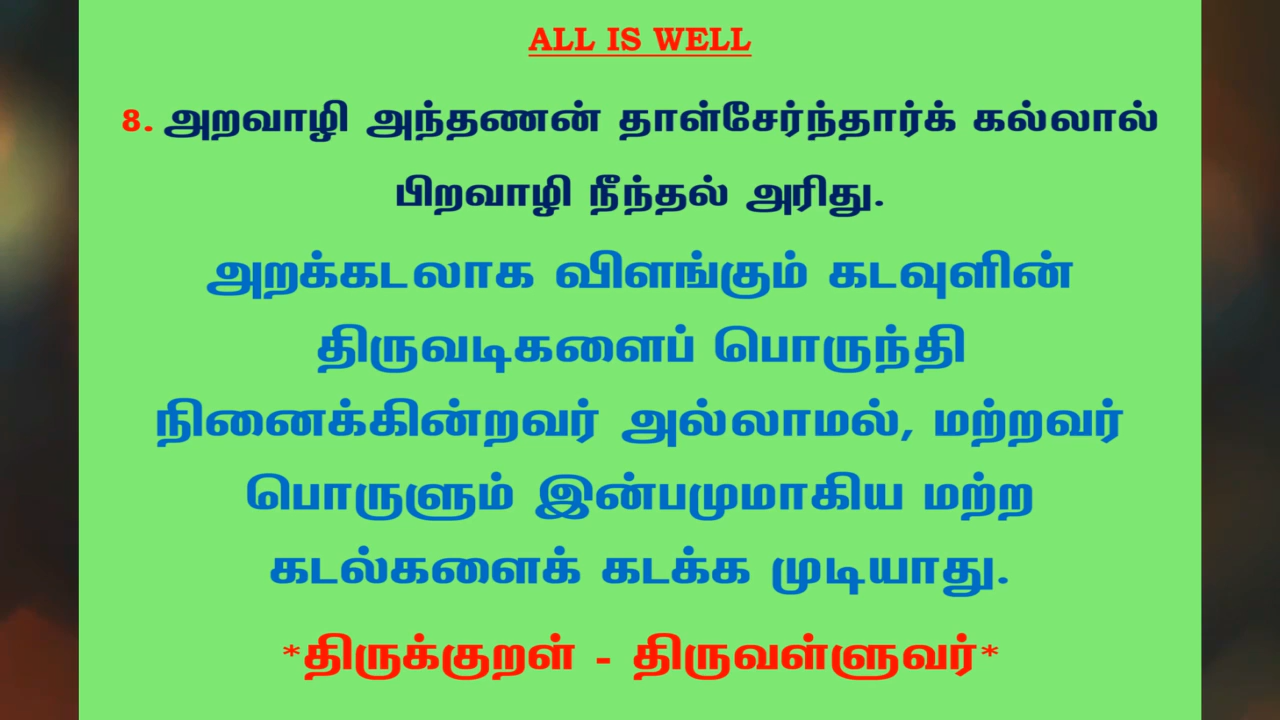 ALL IS WELL
8. அறவாழி அந்தணன் தாள்சேர்ந்தார்க் கல்லால்
பிறவாழி நீந்தல் அரிது.
அறக்கடலாக விளங்கும் கடவுளின்
திருவடிகளைப் பொருந்தி
நினைக்கின்றவர் அல்லாமல், மற்றவர்
பொருளும் இன்பமுமாகிய மற்ற
கடல்களைக் கடக்க முடியாது.
*திருக்குறள் - திருவள்ளுவர்*